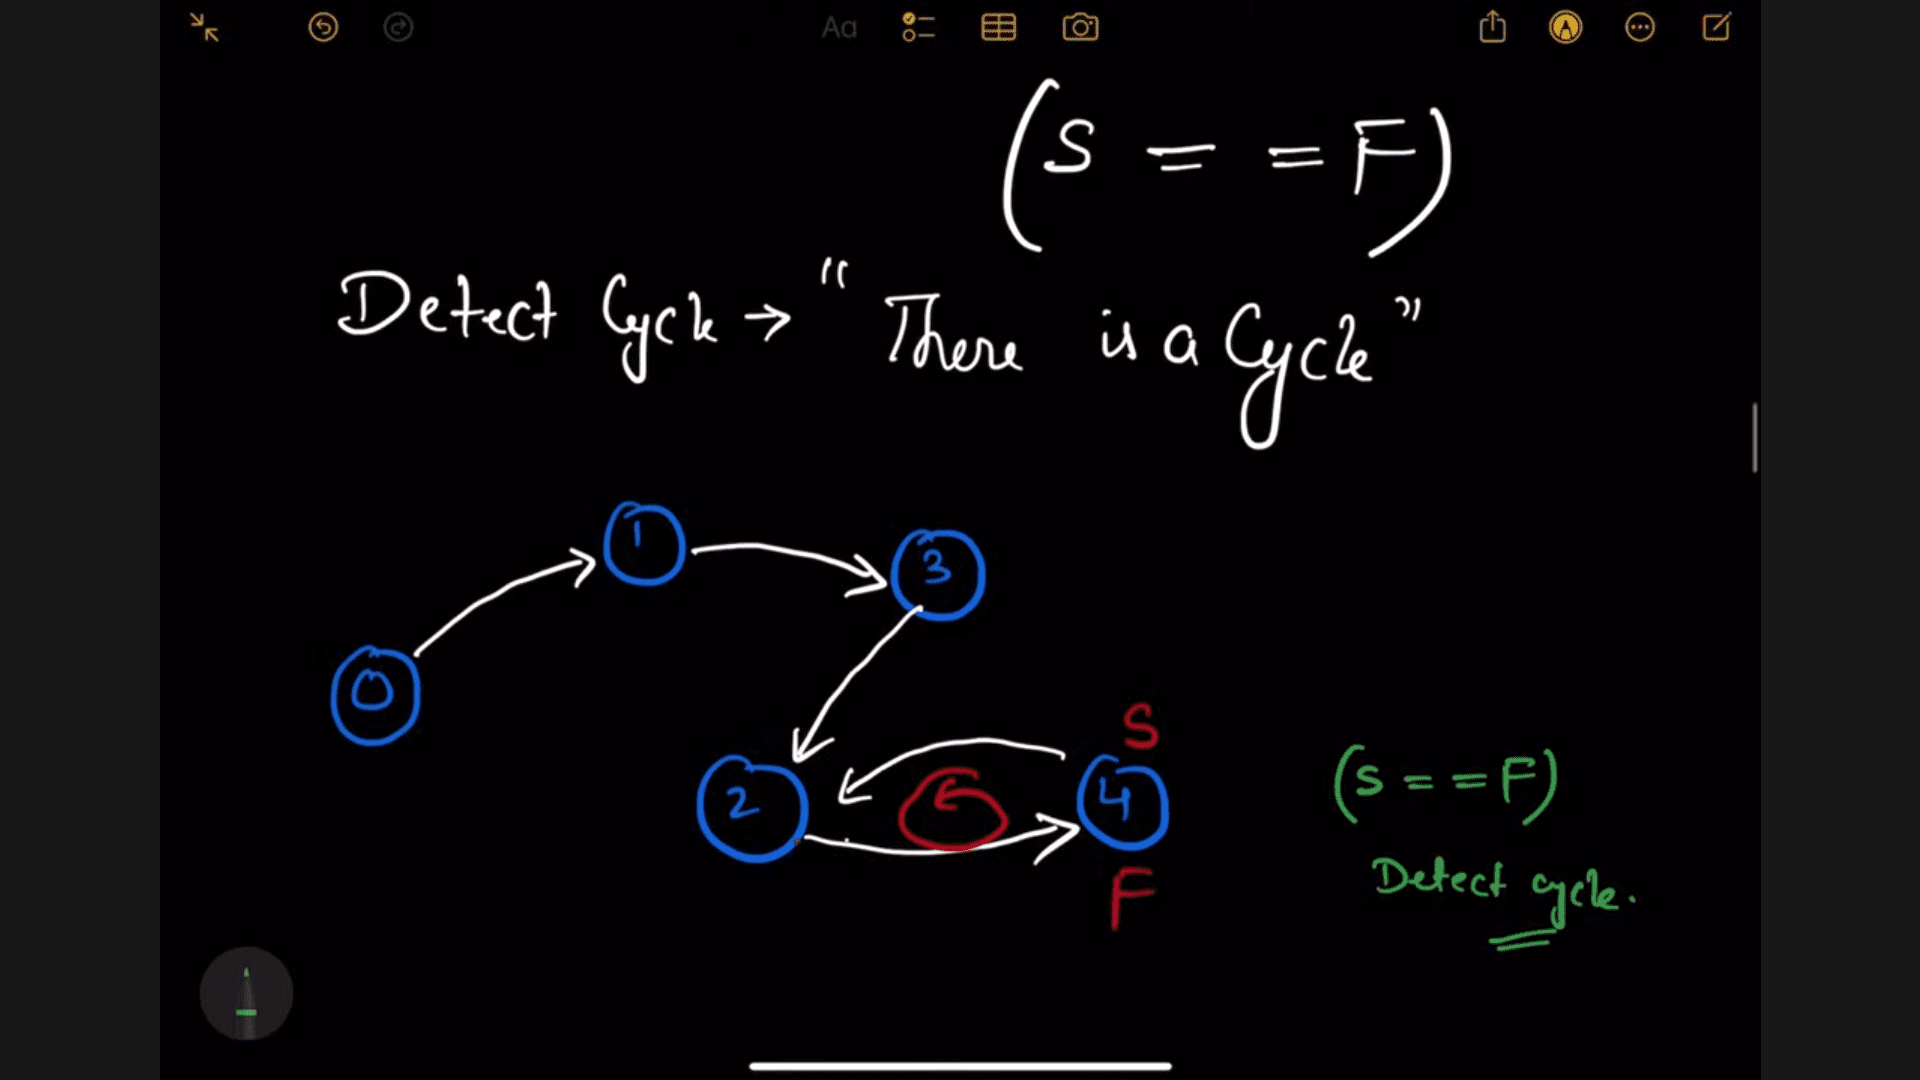 Aa
(S = = F)
Detect Cycle → "There is a Cycle"
1
3
0
S
2
4
(S = = F)
F
Detect cycle.